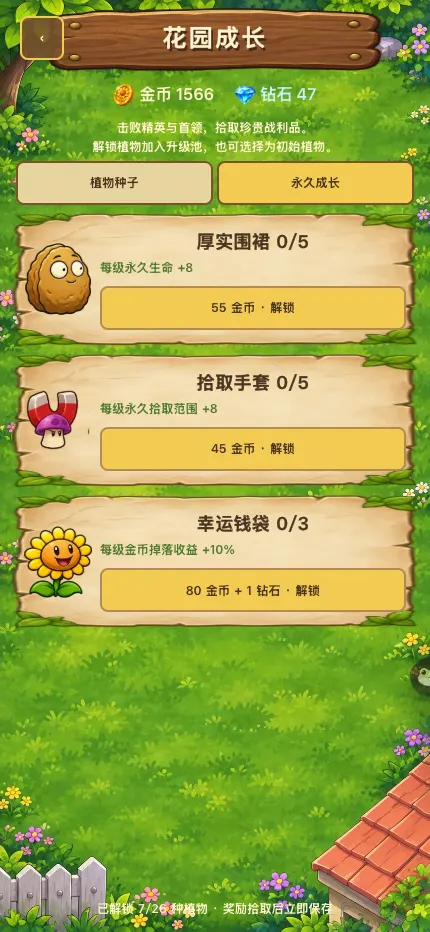 ‹
花园成长
金币 1566
钻石 47
击败精英与首领，拾取珍贵战利品。
解锁植物加入升级池，也可选择为初始植物。
植物种子
永久成长
厚实围裙 0/5
每级永久生命 +8
55 金币 · 解锁
拾取手套 0/5
每级永久拾取范围 +8
45 金币 · 解锁
幸运钱袋 0/3
每级金币掉落收益 +10%
80 金币 + 1 钻石 · 解锁
已解锁 7/26 种植物 · 奖励拾取后立即保存